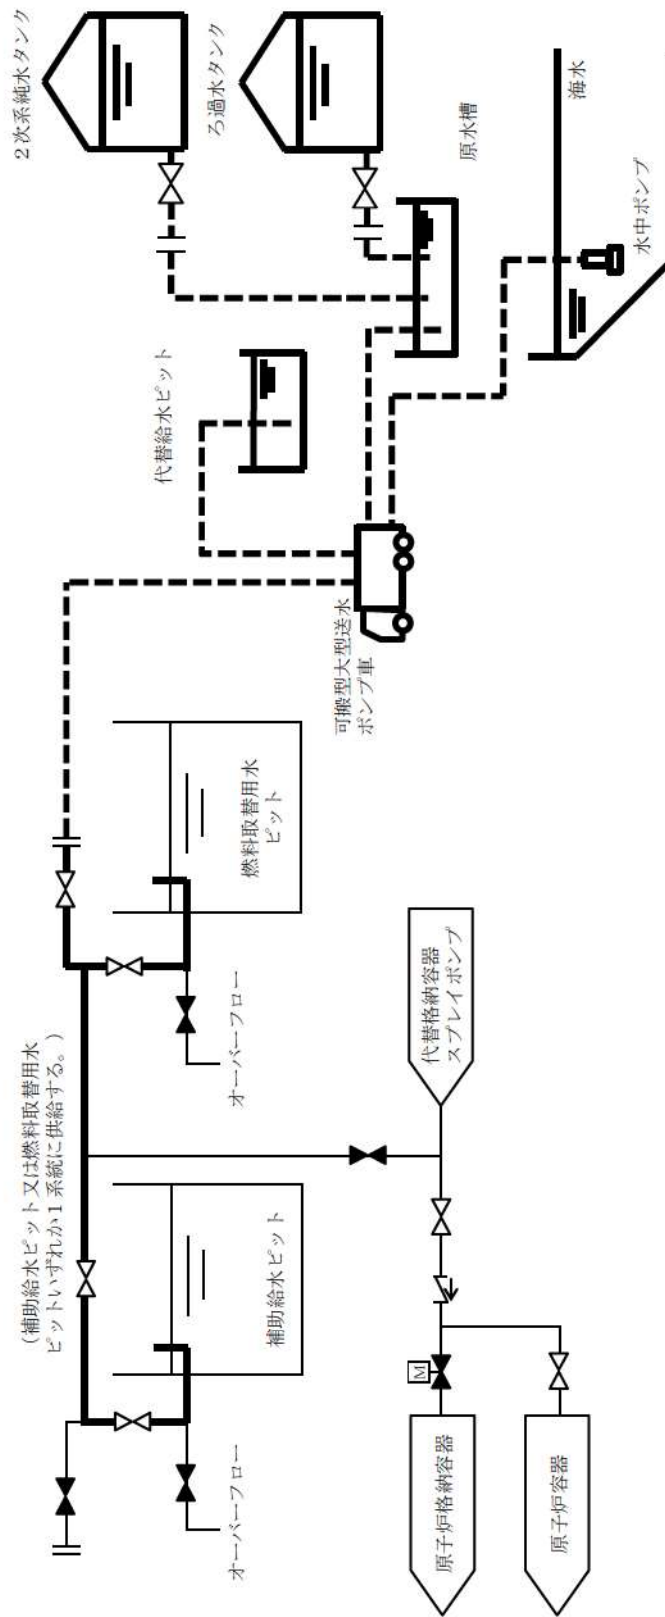 ２次系純水タンク
ろ過水タンク
原水槽
海水
水中ポンプ
代替給水ピット
可搬型大型送水
ポンプ車
燃料取替用水
ピット
オーバーフロー
(補助給水ピット又は燃料取替用水
ピットいずれか１系統に供給する。)
補助給水ピット
オーバーフロー
代替格納容器
スプレイポンプ
M
原子炉格納容器
原子炉容器